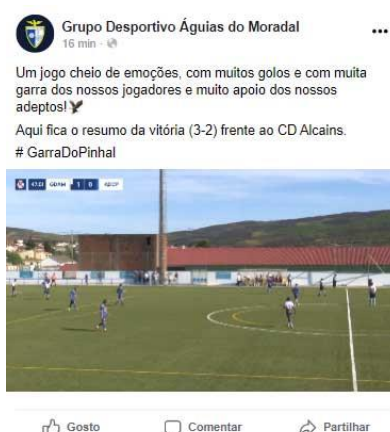 Grupo Desportivo Águias do Moradal
16 min ·
Um jogo cheio de emoções, com muitos golos e com muita
garra dos nossos jogadores e muito apoio dos nossos
adeptos!
Aqui fica o resumo da vitória (3-2) frente ao CD Alcains.
# GarraDoPinhal
1 0
Gosto Comentar Partilhar